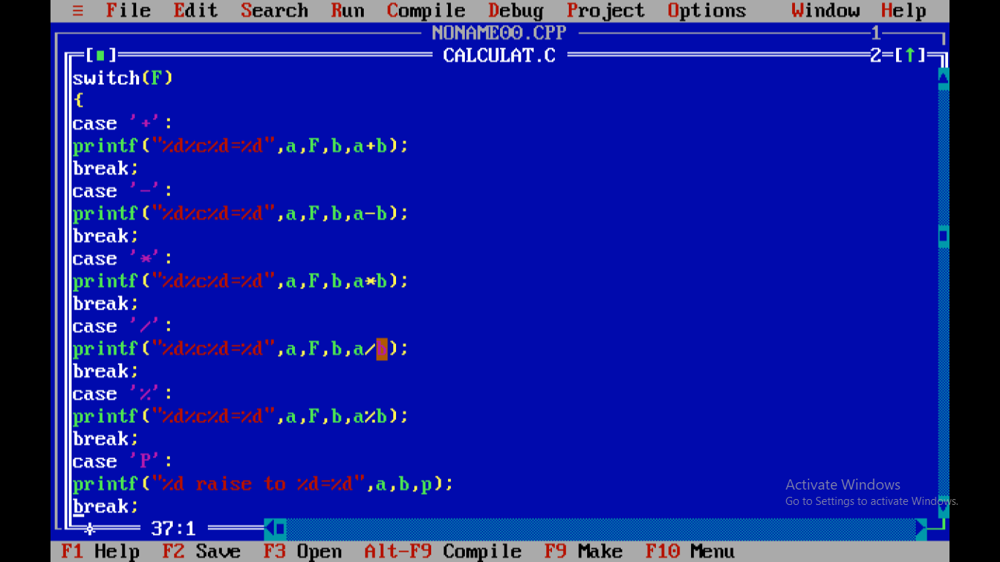 ≡ File Edit Search Run Compile Debug Project Options Window Help
NONAME00.CPP 1
[■] CALCULAT.C 2=[↑]
switch(F)
{
case '+':
printf("%d%c%d=%d",a,F,b,a+b);
break;
case '-':
printf("%d%c%d=%d",a,F,b,a-b);
break;
case '*':
printf("%d%c%d=%d",a,F,b,a*b);
break;
case '/':
printf("%d%c%d=%d",a,F,b,a/b);
break;
case '%':
printf("%d%c%d=%d",a,F,b,a%b);
break;
case 'P':
printf("%d raise to %d=%d",a,b,p);
break;
Activate Windows
Go to Settings to activate Windows.
37:1
F1 Help F2 Save F3 Open Alt-F9 Compile F9 Make F10 Menu